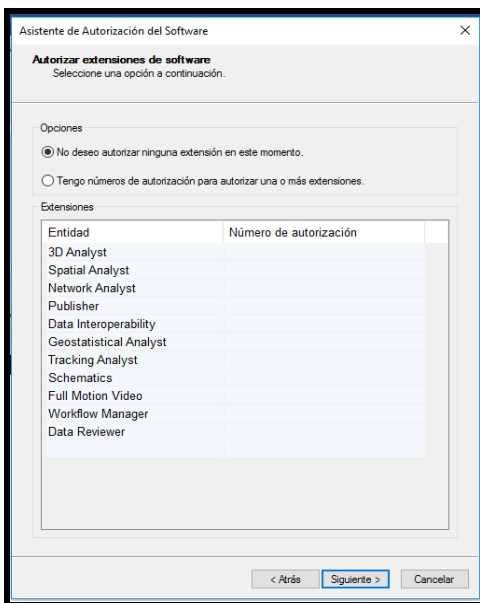 Asistente de Autorización del Software
Autorizar extensiones de software
Seleccione una opción a continuación.
Opciones
No deseo autorizar ninguna extensión en este momento.
Tengo números de autorización para autorizar una o más extensiones.
Extensiones
Entidad Número de autorización
3D Analyst
Spatial Analyst
Network Analyst
Publisher
Data Interoperability
Geostatistical Analyst
Tracking Analyst
Schematics
Full Motion Video
Workflow Manager
Data Reviewer
< Atrás Siguiente > Cancelar